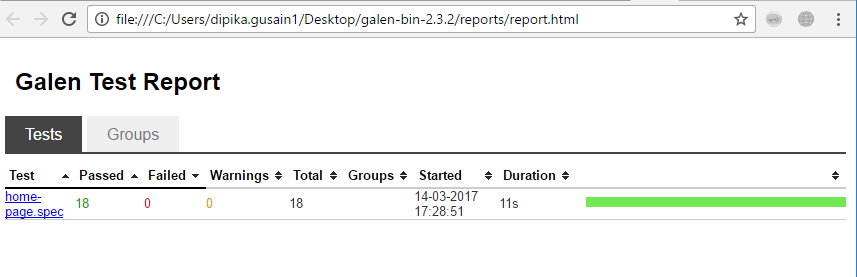 file:///C:/Users/dipika.gusain1/Desktop/galen-bin-2.3.2/reports/report.html
Galen Test Report
Tests Groups
Test Passed Failed Warnings Total Groups Started Duration
home-page.spec 18 0 0 18 14-03-2017 17:28:51 11s